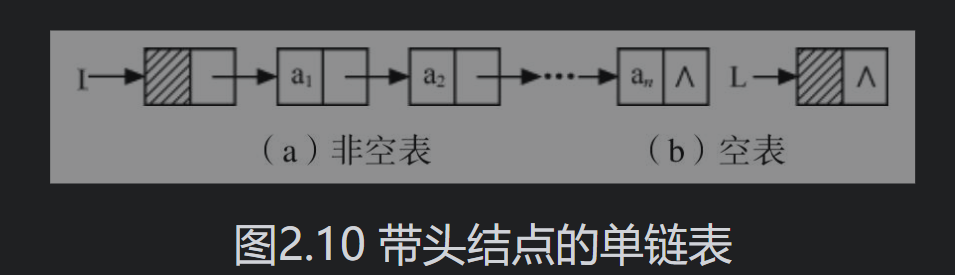 I a₁ a₂ ••• aₙ ∧ L ∧
（a）非空表 （b）空表
图2.10 带头结点的单链表